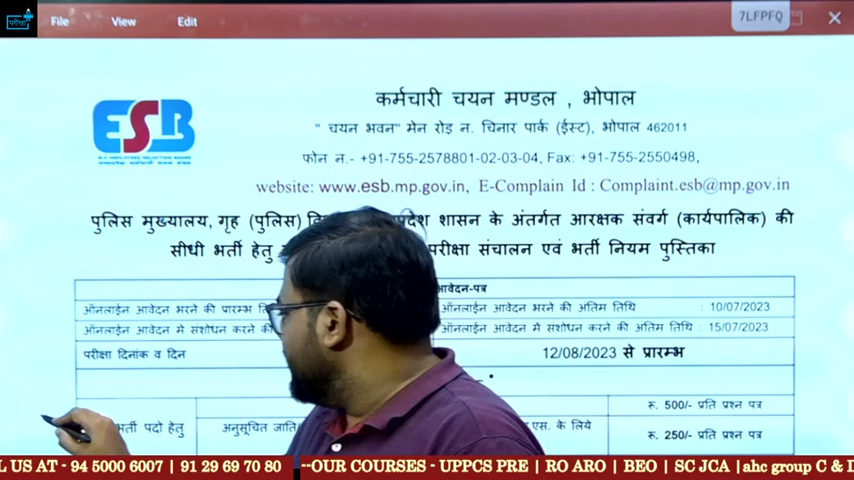 परीक्षा File View Edit 7LFPFQ
ESB
कर्मचारी चयन मण्डल , भोपाल
" चयन भवन" मेन रोड़ न. चिनार पार्क (ईस्ट), भोपाल 462011
फोन न.- +91-755-2578801-02-03-04, Fax: +91-755-2550498,
website: www.esb.mp.gov.in, E-Complain Id : Complaint.esb@mp.gov.in
पुलिस मुख्यालय, गृह (पुलिस) शासन के अंतर्गत आरक्षक संवर्ग (कार्यपालिक) की
सीधी भर्ती हेतु परीक्षा संचालन एवं भर्ती नियम पुस्तिका
आवेदन-पत्र
ऑनलाईन आवेदन भरने की प्रारम्भ ऑनलाईन आवेदन भरने की अंतिम तिथि : 10/07/2023
ऑनलाईन आवेदन में संशोधन करने की ऑनलाईन आवेदन में संशोधन करने की अंतिम तिथि : 15/07/2023
परीक्षा दिनांक व दिन 12/08/2023 से प्रारम्भ
रू. 500/- प्रति प्रश्न पत्र
भर्ती पदो हेतु अनुसूचित जाति एस. के लिये रू. 250/- प्रति प्रश्न पत्र
L US AT - 94 5000 6007 | 91 29 69 70 80 --OUR COURSES - UPPCS PRE | RO ARO | BEO | SC JCA | ahc group C & D